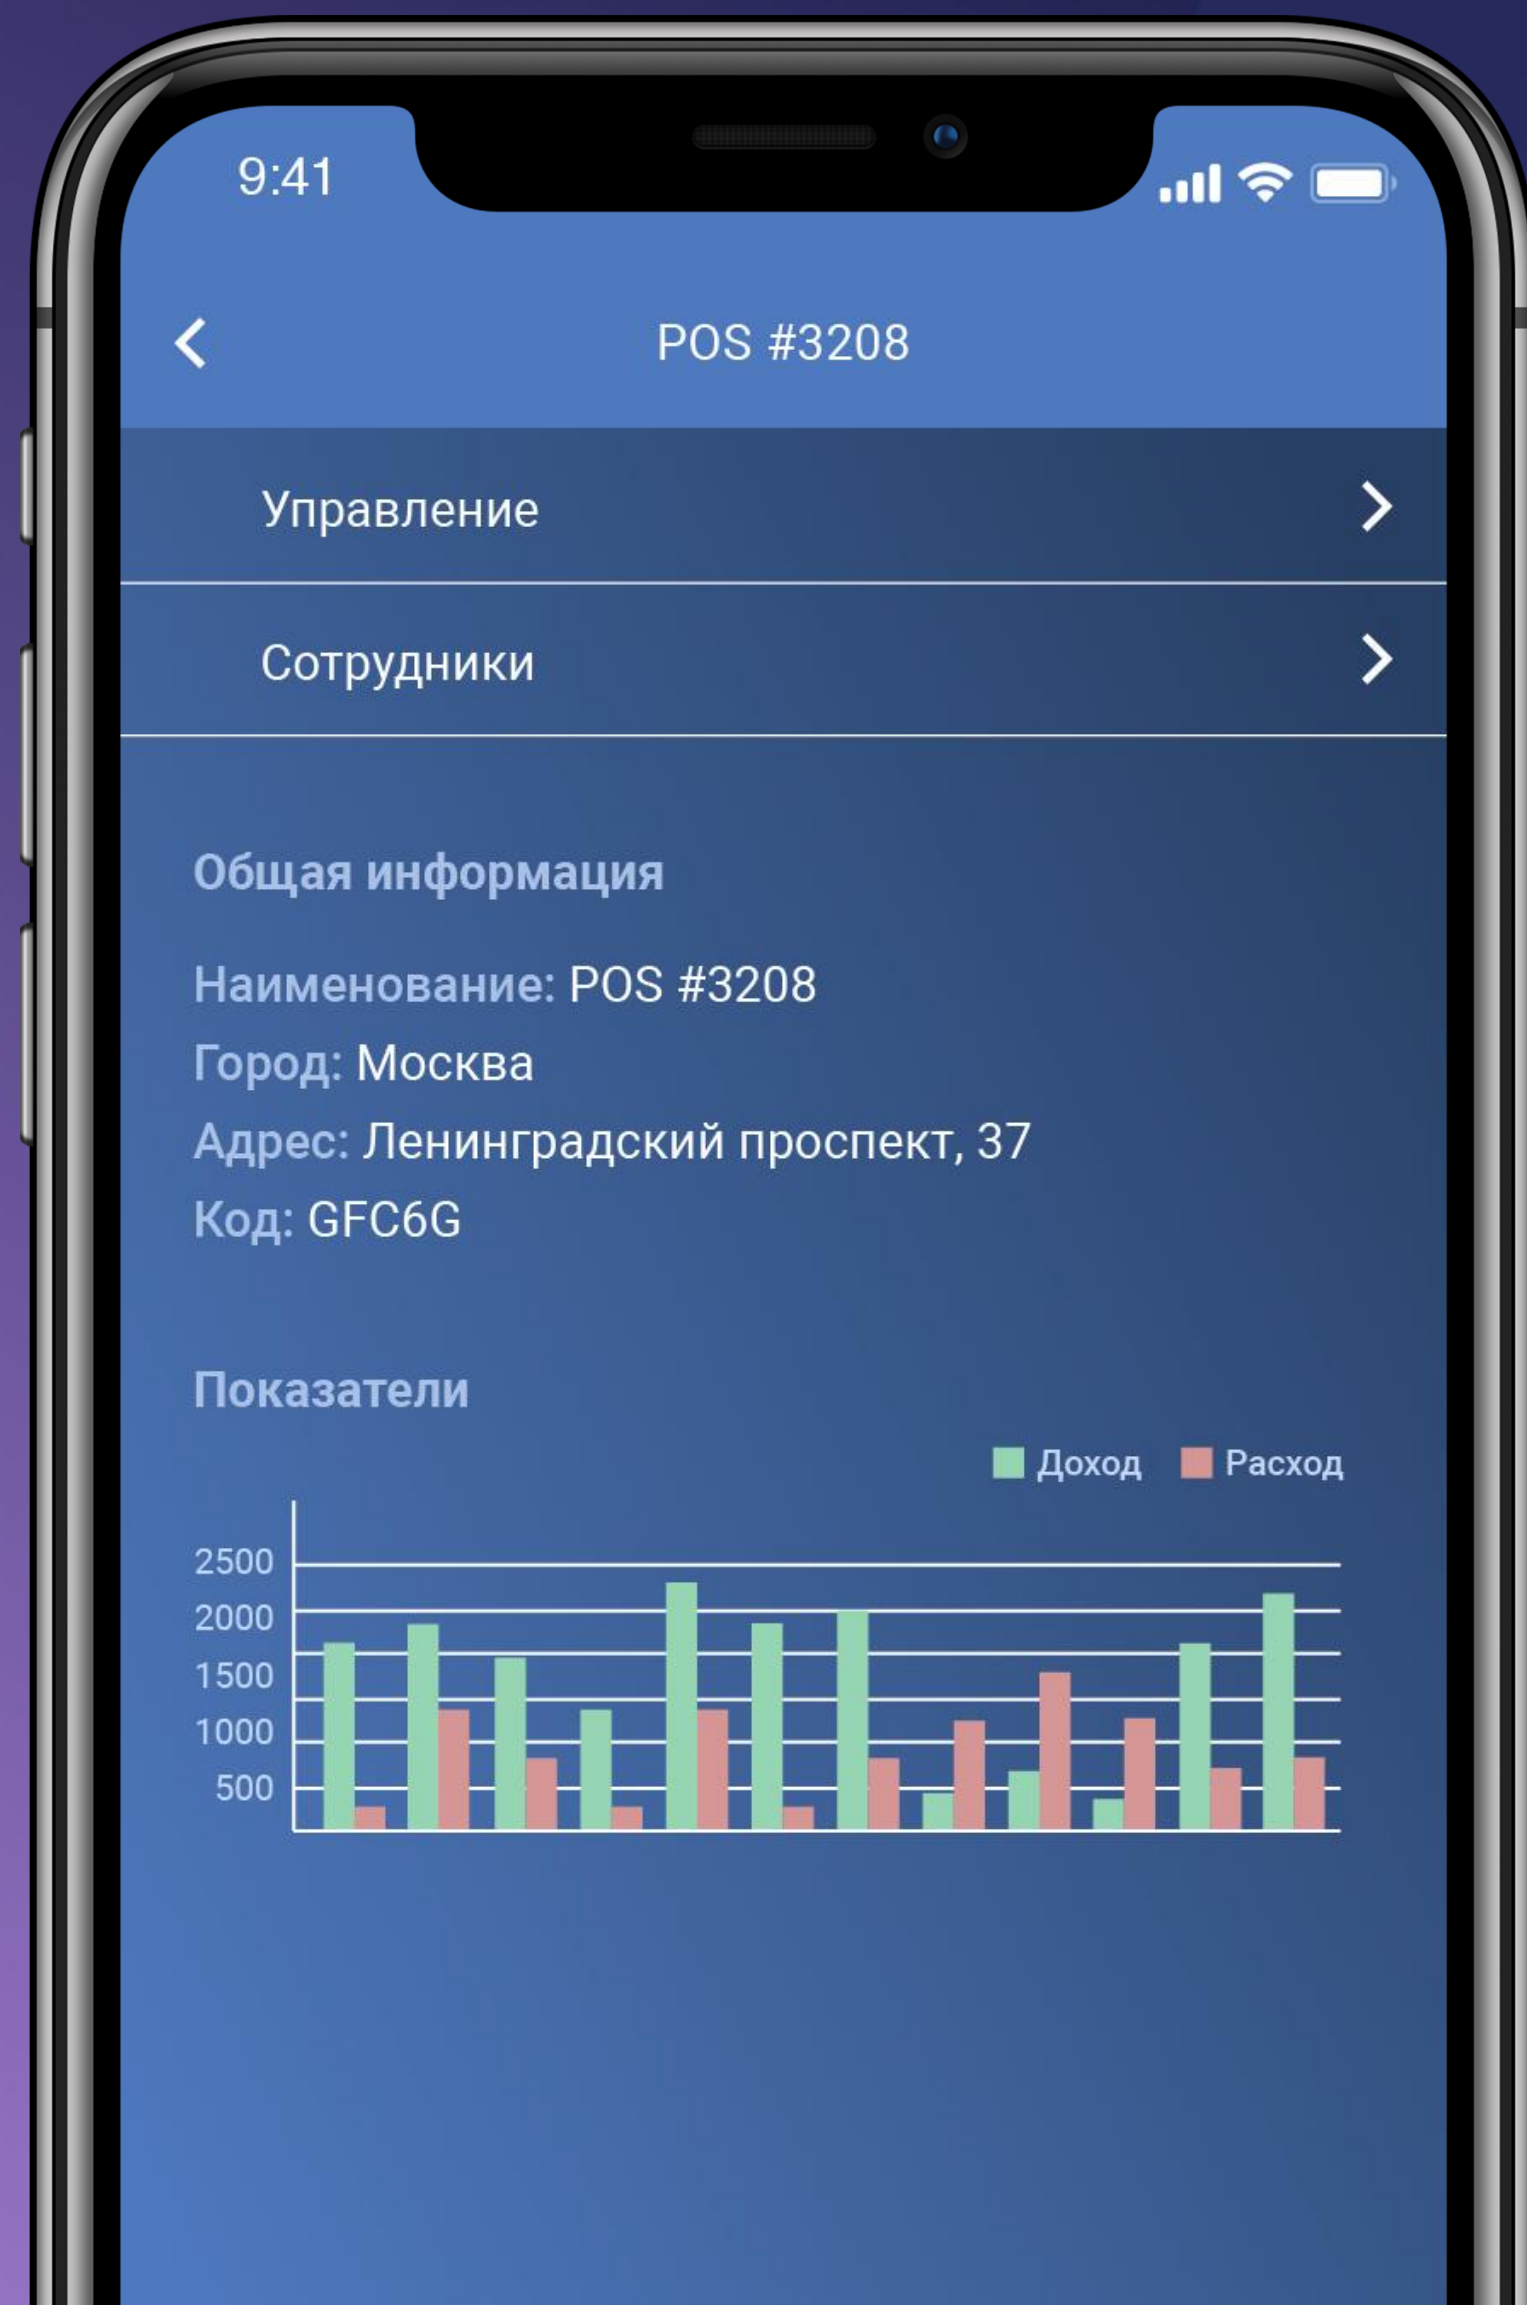 9:41
POS #3208
Управление
Сотрудники
Общая информация
Наименование: POS #3208
Город: Москва
Адрес: Ленинградский проспект, 37
Код: GFC6G
Показатели
Доход Расход
2500
2000
1500
1000
500